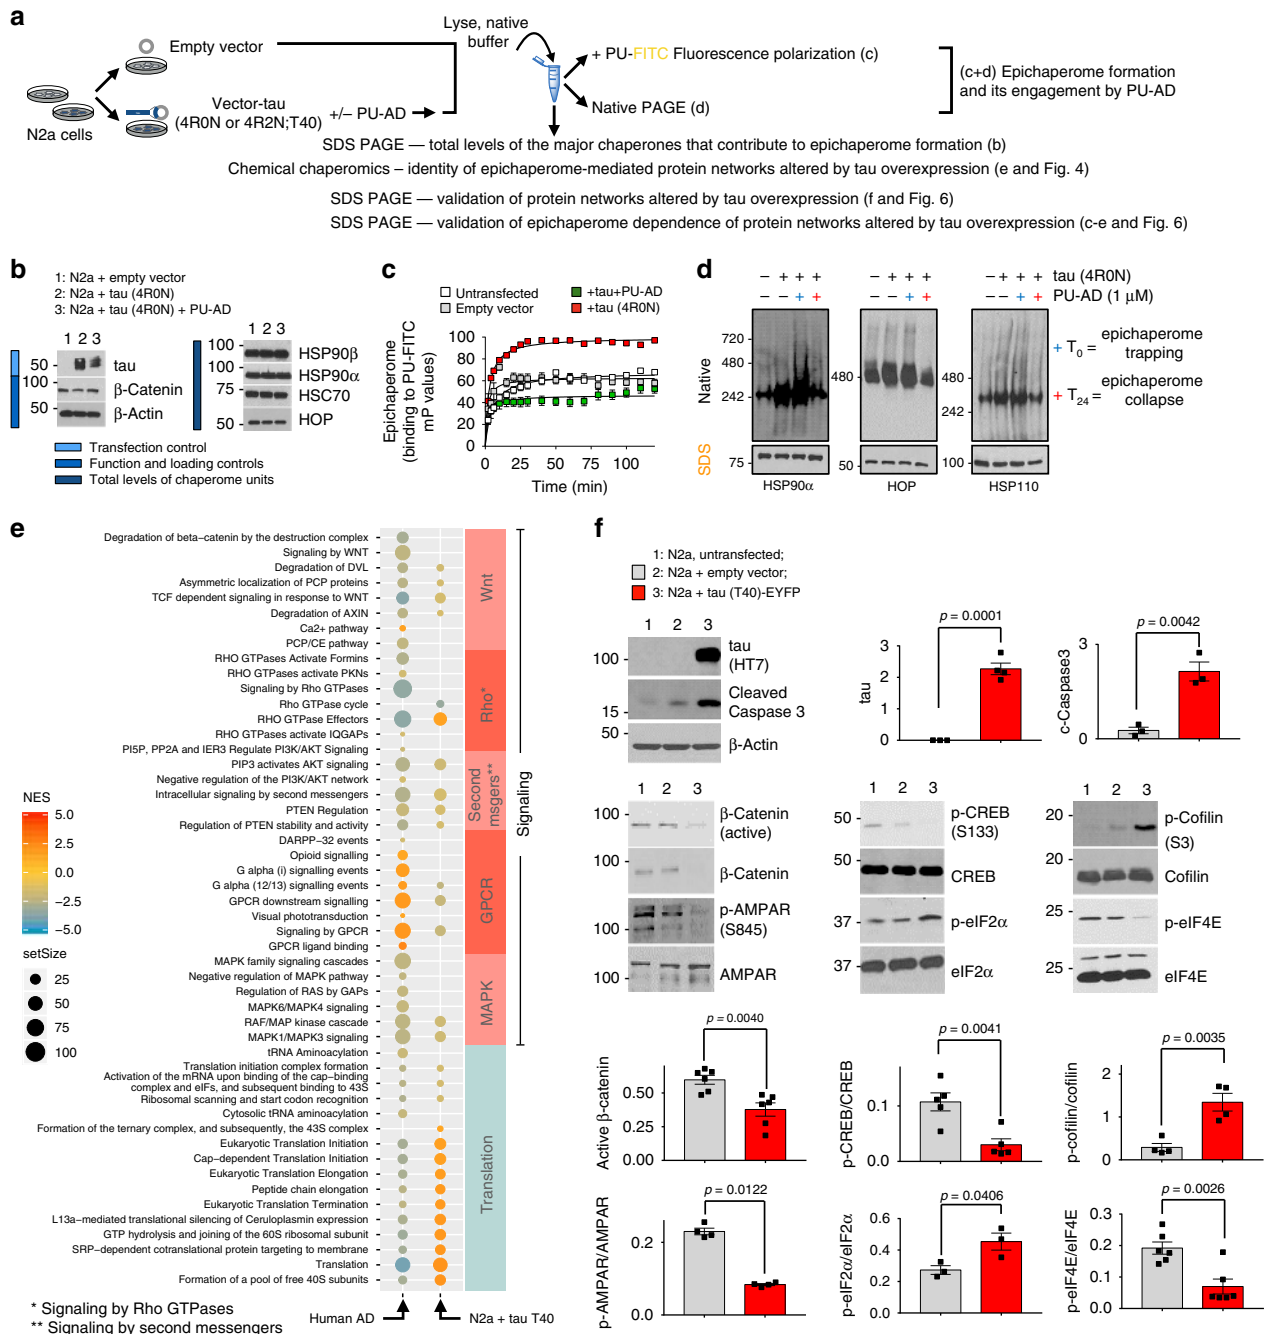 a
Empty vector
N2a cells
Vector-tau
(4R0N or 4R2N;T40)
+/– PU-AD
Lyse, native
buffer
+ PU-FITC Fluorescence polarization (c)
Native PAGE (d)
(c+d) Epichaperome formation
and its engagement by PU-AD
SDS PAGE — total levels of the major chaperones that contribute to epichaperome formation (b)
Chemical chaperomics – identity of epichaperome-mediated protein networks altered by tau overexpression (e and Fig. 4)
SDS PAGE — validation of protein networks altered by tau overexpression (f and Fig. 6)
SDS PAGE — validation of epichaperome dependence of protein networks altered by tau overexpression (c-e and Fig. 6)
b
1: N2a + empty vector
2: N2a + tau (4R0N)
3: N2a + tau (4R0N) + PU-AD
1 2 3
50
tau
100
β-Catenin
50
β-Actin
1 2 3
100
HSP90β
100
HSP90α
75
HSC70
50
HOP
Transfection control
Function and loading controls
Total levels of chaperome units
c
Untransfected
Empty vector
+tau+PU-AD
+tau (4R0N)
Epichaperome
(binding to PU-FITC
mP values)
100
80
60
40
20
0
0 25 50 75 100
Time (min)
d
– + + +
– + + +
– + + +
tau (4R0N)
– – + +
– – + +
– – + +
PU-AD (1 μM)
Native
720
480
242
480
480
242
SDS
75
50
100
HSP90α
HOP
HSP110
+ T0 = epichaperome
trapping
+ T24 = epichaperome
collapse
e
Degradation of beta−catenin by the destruction complex
Signaling by WNT
Degradation of DVL
Asymmetric localization of PCP proteins
TCF dependent signaling in response to WNT
Degradation of AXIN
Ca2+ pathway
PCP/CE pathway
RHO GTPases Activate Formins
RHO GTPases activate PKNs
Signaling by Rho GTPases
Rho GTPase cycle
RHO GTPase Effectors
RHO GTPases activate IQGAPs
PI5P, PP2A and IER3 Regulate PI3K/AKT Signaling
PIP3 activates AKT signaling
Negative regulation of the PI3K/AKT network
Intracellular signaling by second messengers
PTEN Regulation
Regulation of PTEN stability and activity
DARPP−32 events
Opioid signalling
G alpha (i) signalling events
G alpha (12/13) signalling events
GPCR downstream signalling
Visual phototransduction
Signaling by GPCR
GPCR ligand binding
MAPK family signaling cascades
Negative regulation of MAPK pathway
Regulation of RAS by GAPs
MAPK6/MAPK4 signaling
RAF/MAP kinase cascade
MAPK1/MAPK3 signaling
tRNA Aminoacylation
Translation initiation complex formation
Activation of the mRNA upon binding of the cap−binding
complex and eIFs, and subsequent binding to 43S
Ribosomal scanning and start codon recognition
Cytosolic tRNA aminoacylation
Formation of the ternary complex, and subsequently, the 43S complex
Eukaryotic Translation Initiation
Cap−dependent Translation Initiation
Eukaryotic Translation Elongation
Peptide chain elongation
Eukaryotic Translation Termination
L13a−mediated translational silencing of Ceruloplasmin expression
GTP hydrolysis and joining of the 60S ribosomal subunit
SRP−dependent cotranslational protein targeting to membrane
Translation
Formation of a pool of free 40S subunits
Wnt
Rho*
Second
msgers**
GPCR
MAPK
Translation
Signaling
NES
5.0
2.5
0
−2.5
−5.0
setSize
25
50
75
100
* Signaling by Rho GTPases
** Signaling by second messengers
Human AD
N2a + tau T40
f
1: N2a, untransfected;
2: N2a + empty vector;
3: N2a + tau (T40)-EYFP
1 2 3
100
tau
(HT7)
15
Cleaved
Caspase 3
50
β-Actin
p = 0.0001
tau
3
2
1
0
p = 0.0042
c-Caspase3
3
0
1 2 3
100
β-Catenin
(active)
100
β-Catenin
100
p-AMPAR
(S845)
100
AMPAR
1 2 3
50
p-CREB
(S133)
50
CREB
37
p-eIF2α
37
eIF2α
1 2 3
20
p-Cofilin
(S3)
20
Cofilin
25
p-eIF4E
25
eIF4E
p = 0.0040
Active β-catenin
0.50
0.25
0.00
p = 0.0041
p-CREB/CREB
0.1
0.0
p = 0.0035
p-cofilin/cofilin
2
1
0
p = 0.0122
p-AMPAR/AMPAR
0.2
0.0
p = 0.0406
p-eIF2α/eIF2α
0.6
0.4
0.2
0.0
p = 0.0026
p-eIF4E/eIF4E
0.3
0.2
0.1
0.0